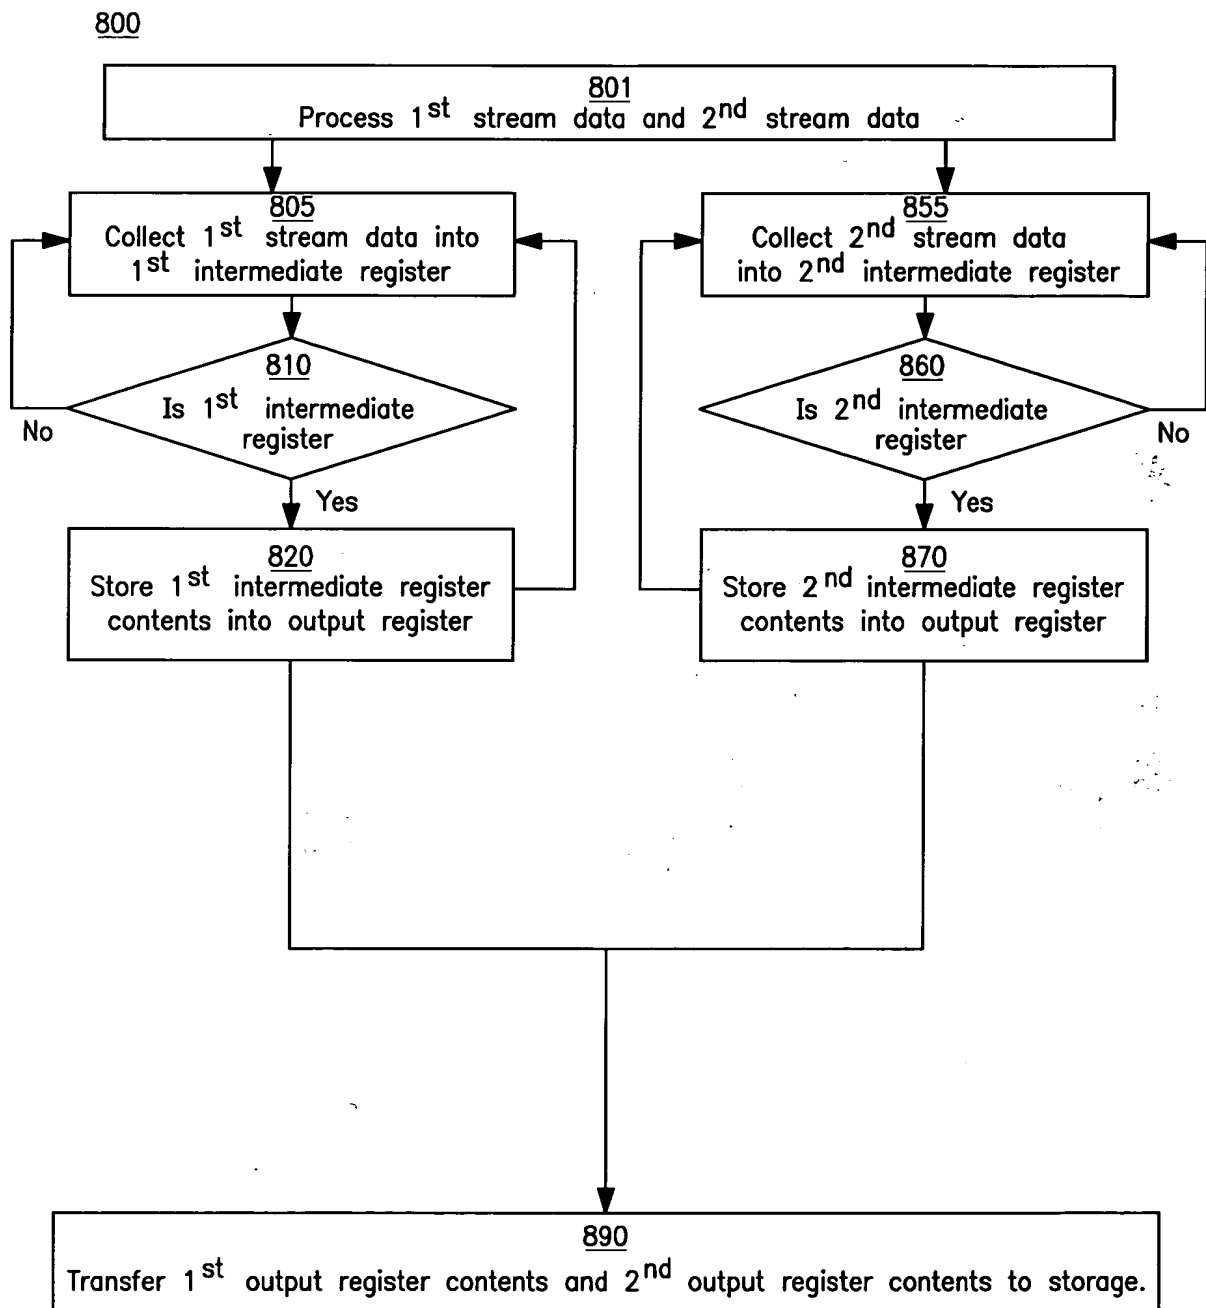 800
801
Process 1st stream data and 2nd stream data
805
Collect 1st stream data into
1st intermediate register
855
Collect 2nd stream data
into 2nd intermediate register
810
Is 1st intermediate
register
No
Yes
860
Is 2nd intermediate
register
No
Yes
820
Store 1st intermediate register
contents into output register
870
Store 2nd intermediate register
contents into output register
890
Transfer 1st output register contents and 2nd output register contents to storage.